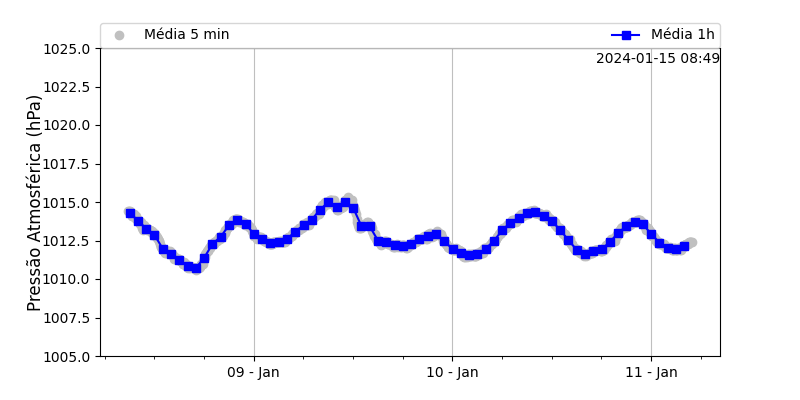 Média 5 min
Média 1h
2024-01-15 08:49
Pressão Atmosférica (hPa)
1025.0
1022.5
1020.0
1017.5
1015.0
1012.5
1010.0
1007.5
1005.0
09 - Jan
10 - Jan
11 - Jan